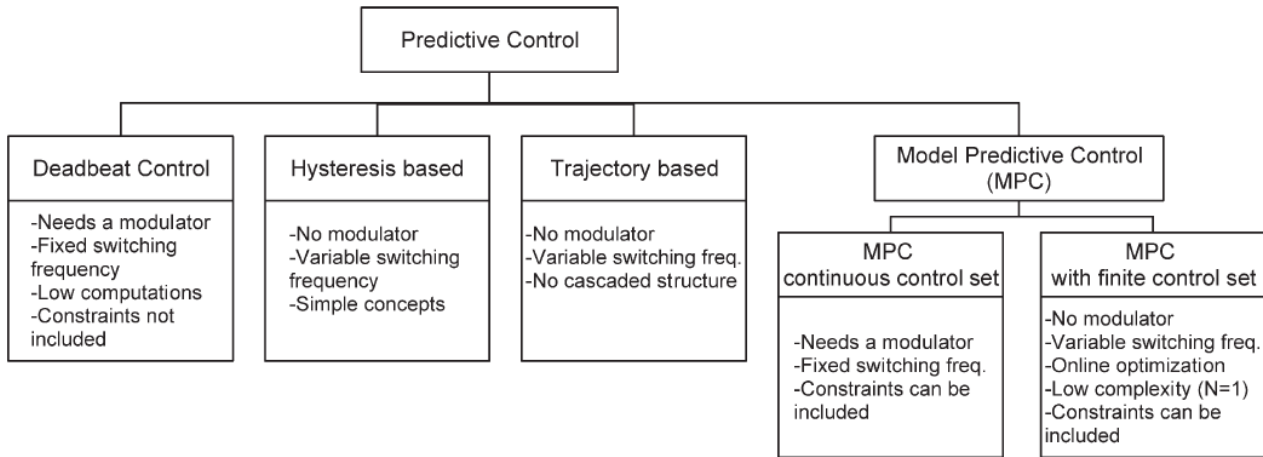 Predictive Control
Deadbeat Control
-Needs a modulator
-Fixed switching
frequency
-Low computations
-Constraints not
included
Hysteresis based
-No modulator
-Variable switching
frequency
-Simple concepts
Trajectory based
-No modulator
-Variable switching freq.
-No cascaded structure
Model Predictive Control
(MPC)
MPC
continuous control set
-Needs a modulator
-Fixed switching freq.
-Constraints can be
included
MPC
with finite control set
-No modulator
-Variable switching freq.
-Online optimization
-Low complexity (N=1)
-Constraints can be
included